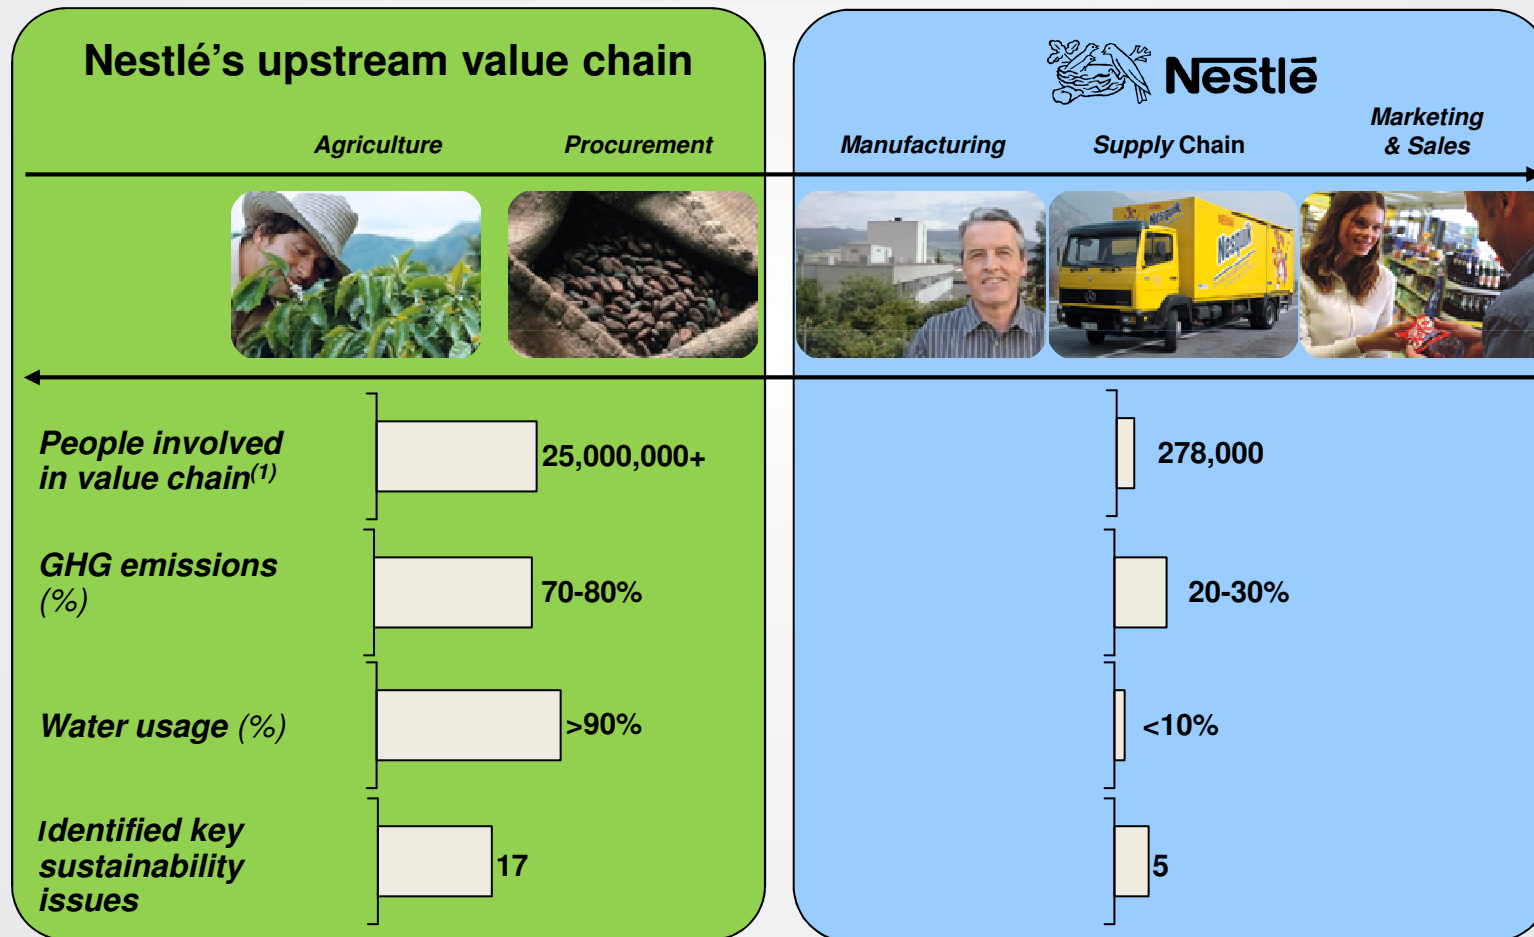 Nestlé’s upstream value chain
Nestlé
Agriculture
Procurement
Manufacturing
Supply Chain
Marketing
& Sales
Nesquik
People involved
in value chain(1)
25,000,000+
278,000
GHG emissions
(%)
70-80%
20-30%
Water usage (%)
>90%
<10%
Identified key
sustainability
issues
17
5